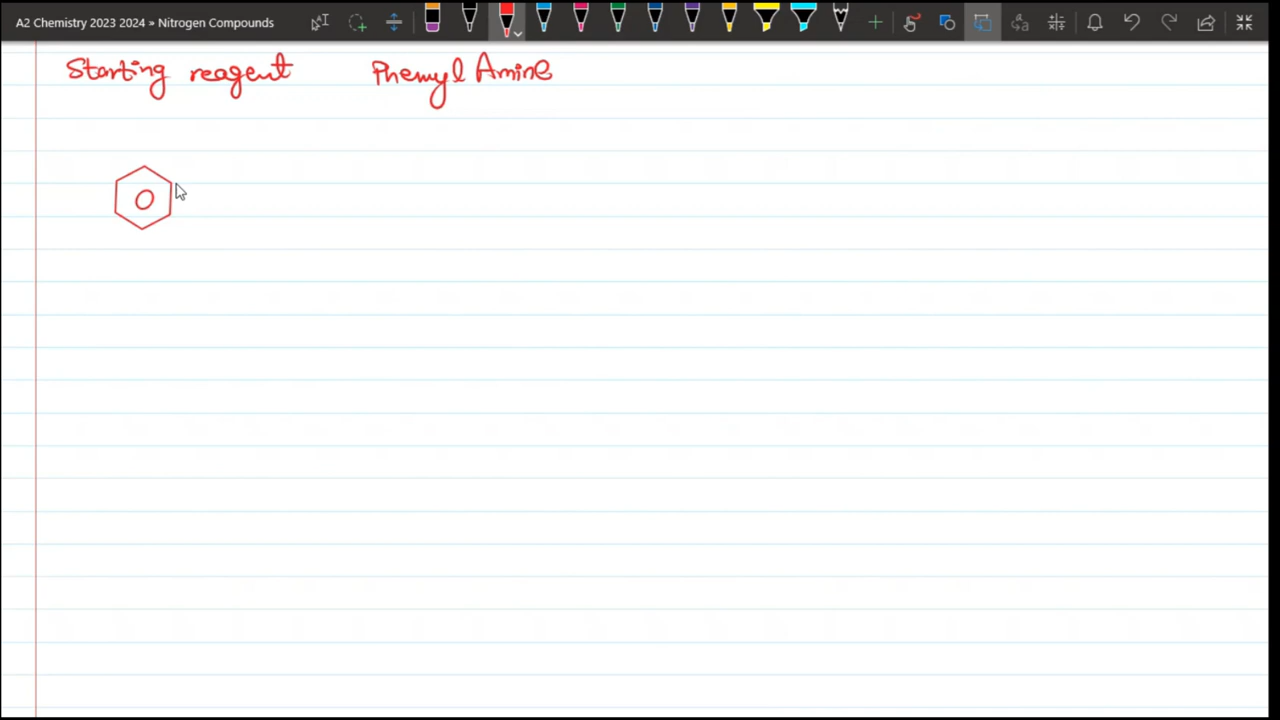 A2 Chemistry 2023 2024 » Nitrogen Compounds
Starting reagent Phenyl Amine